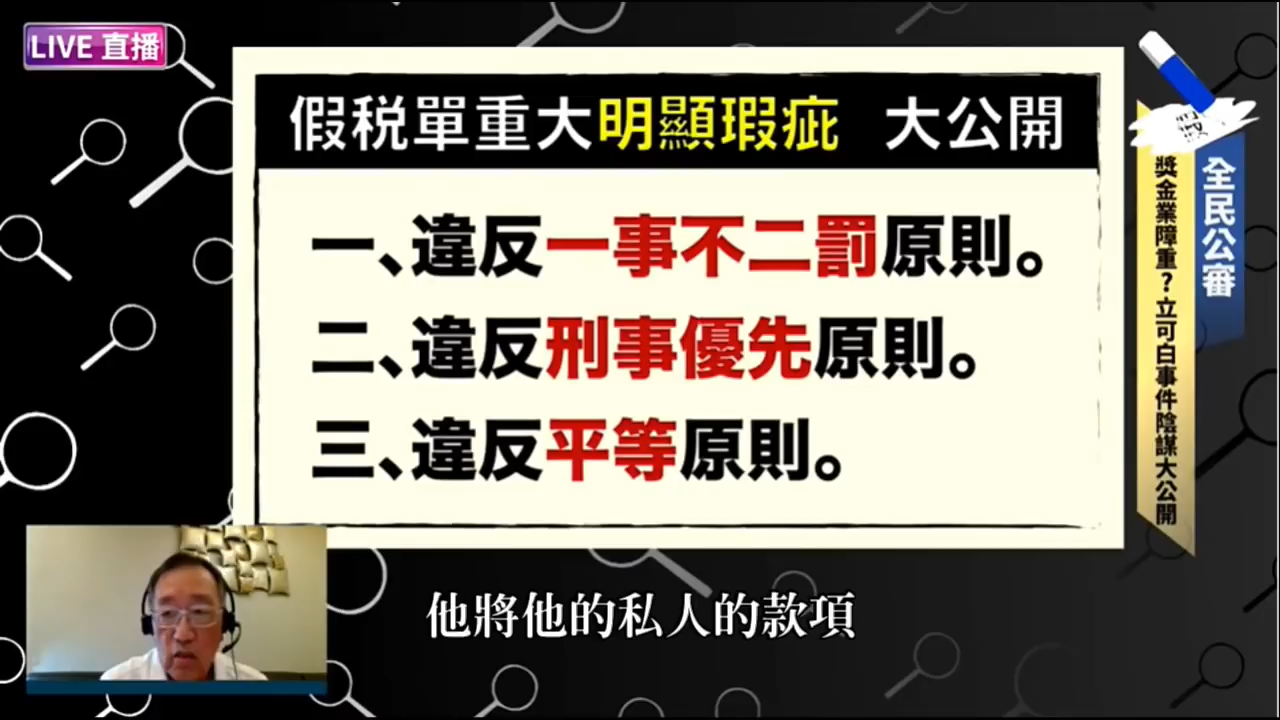 LIVE 直播
假稅單重大明顯瑕疵 大公開
一、違反一事不二罰原則。
二、違反刑事優先原則。
三、違反平等原則。
全民公審
獎金業障重?立可白事件陰謀大公開
他將他的私人的款項